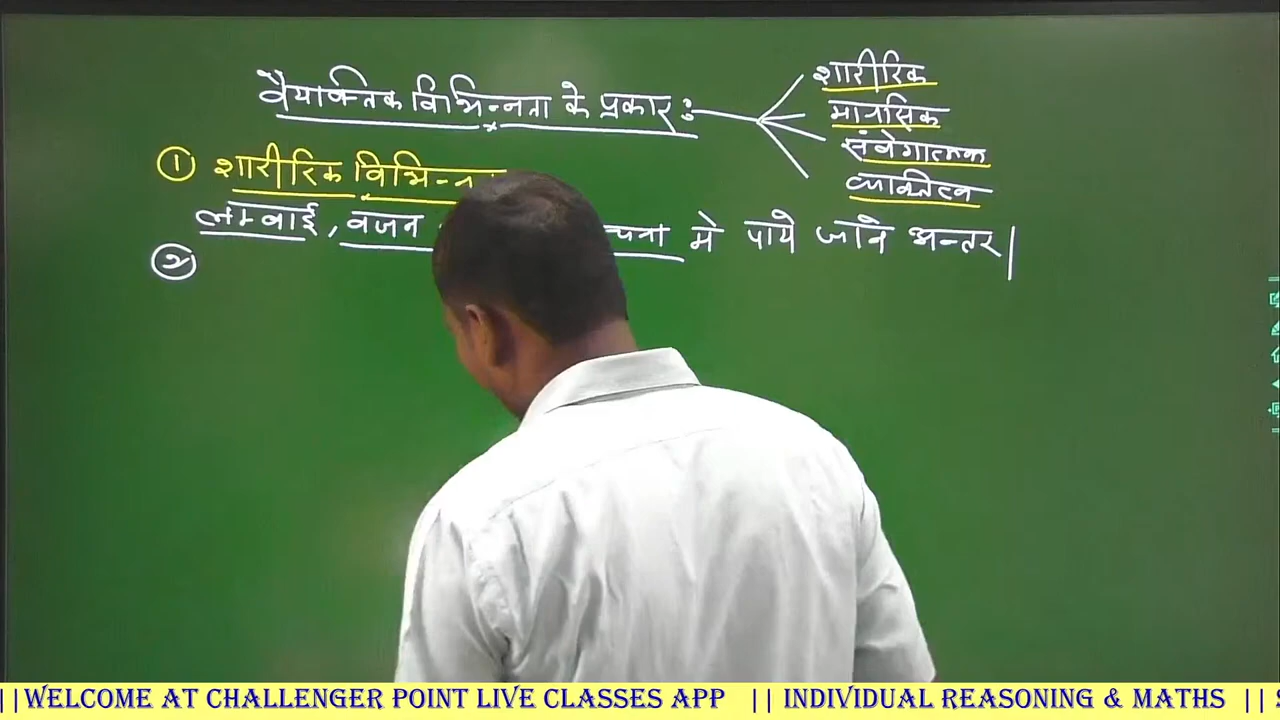 वैयक्तिक विभिन्नता के प्रकार :
शारीरिक
मानसिक
संवेगात्मक
व्यक्तित्व
① शारीरिक
लम्बाई, वजन में पाये जाने अन्तर|
②
||WELCOME AT CHALLENGER POINT LIVE CLASSES APP || INDIVIDUAL REASONING & MATHS ||